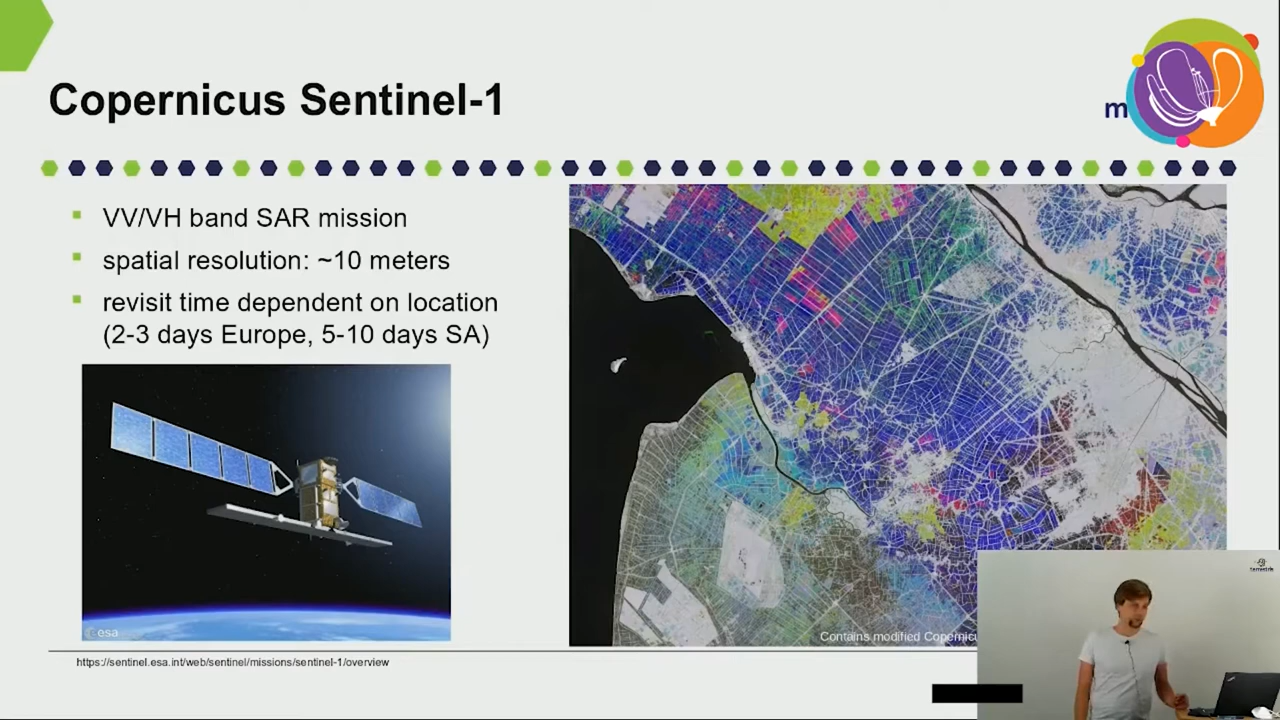 Copernicus Sentinel-1
m
VV/VH band SAR mission
spatial resolution: ~10 meters
revisit time dependent on location
(2-3 days Europe, 5-10 days SA)
esa
Contains modified Copernicu
https://sentinel.esa.int/web/sentinel/missions/sentinel-1/overview
terrestris